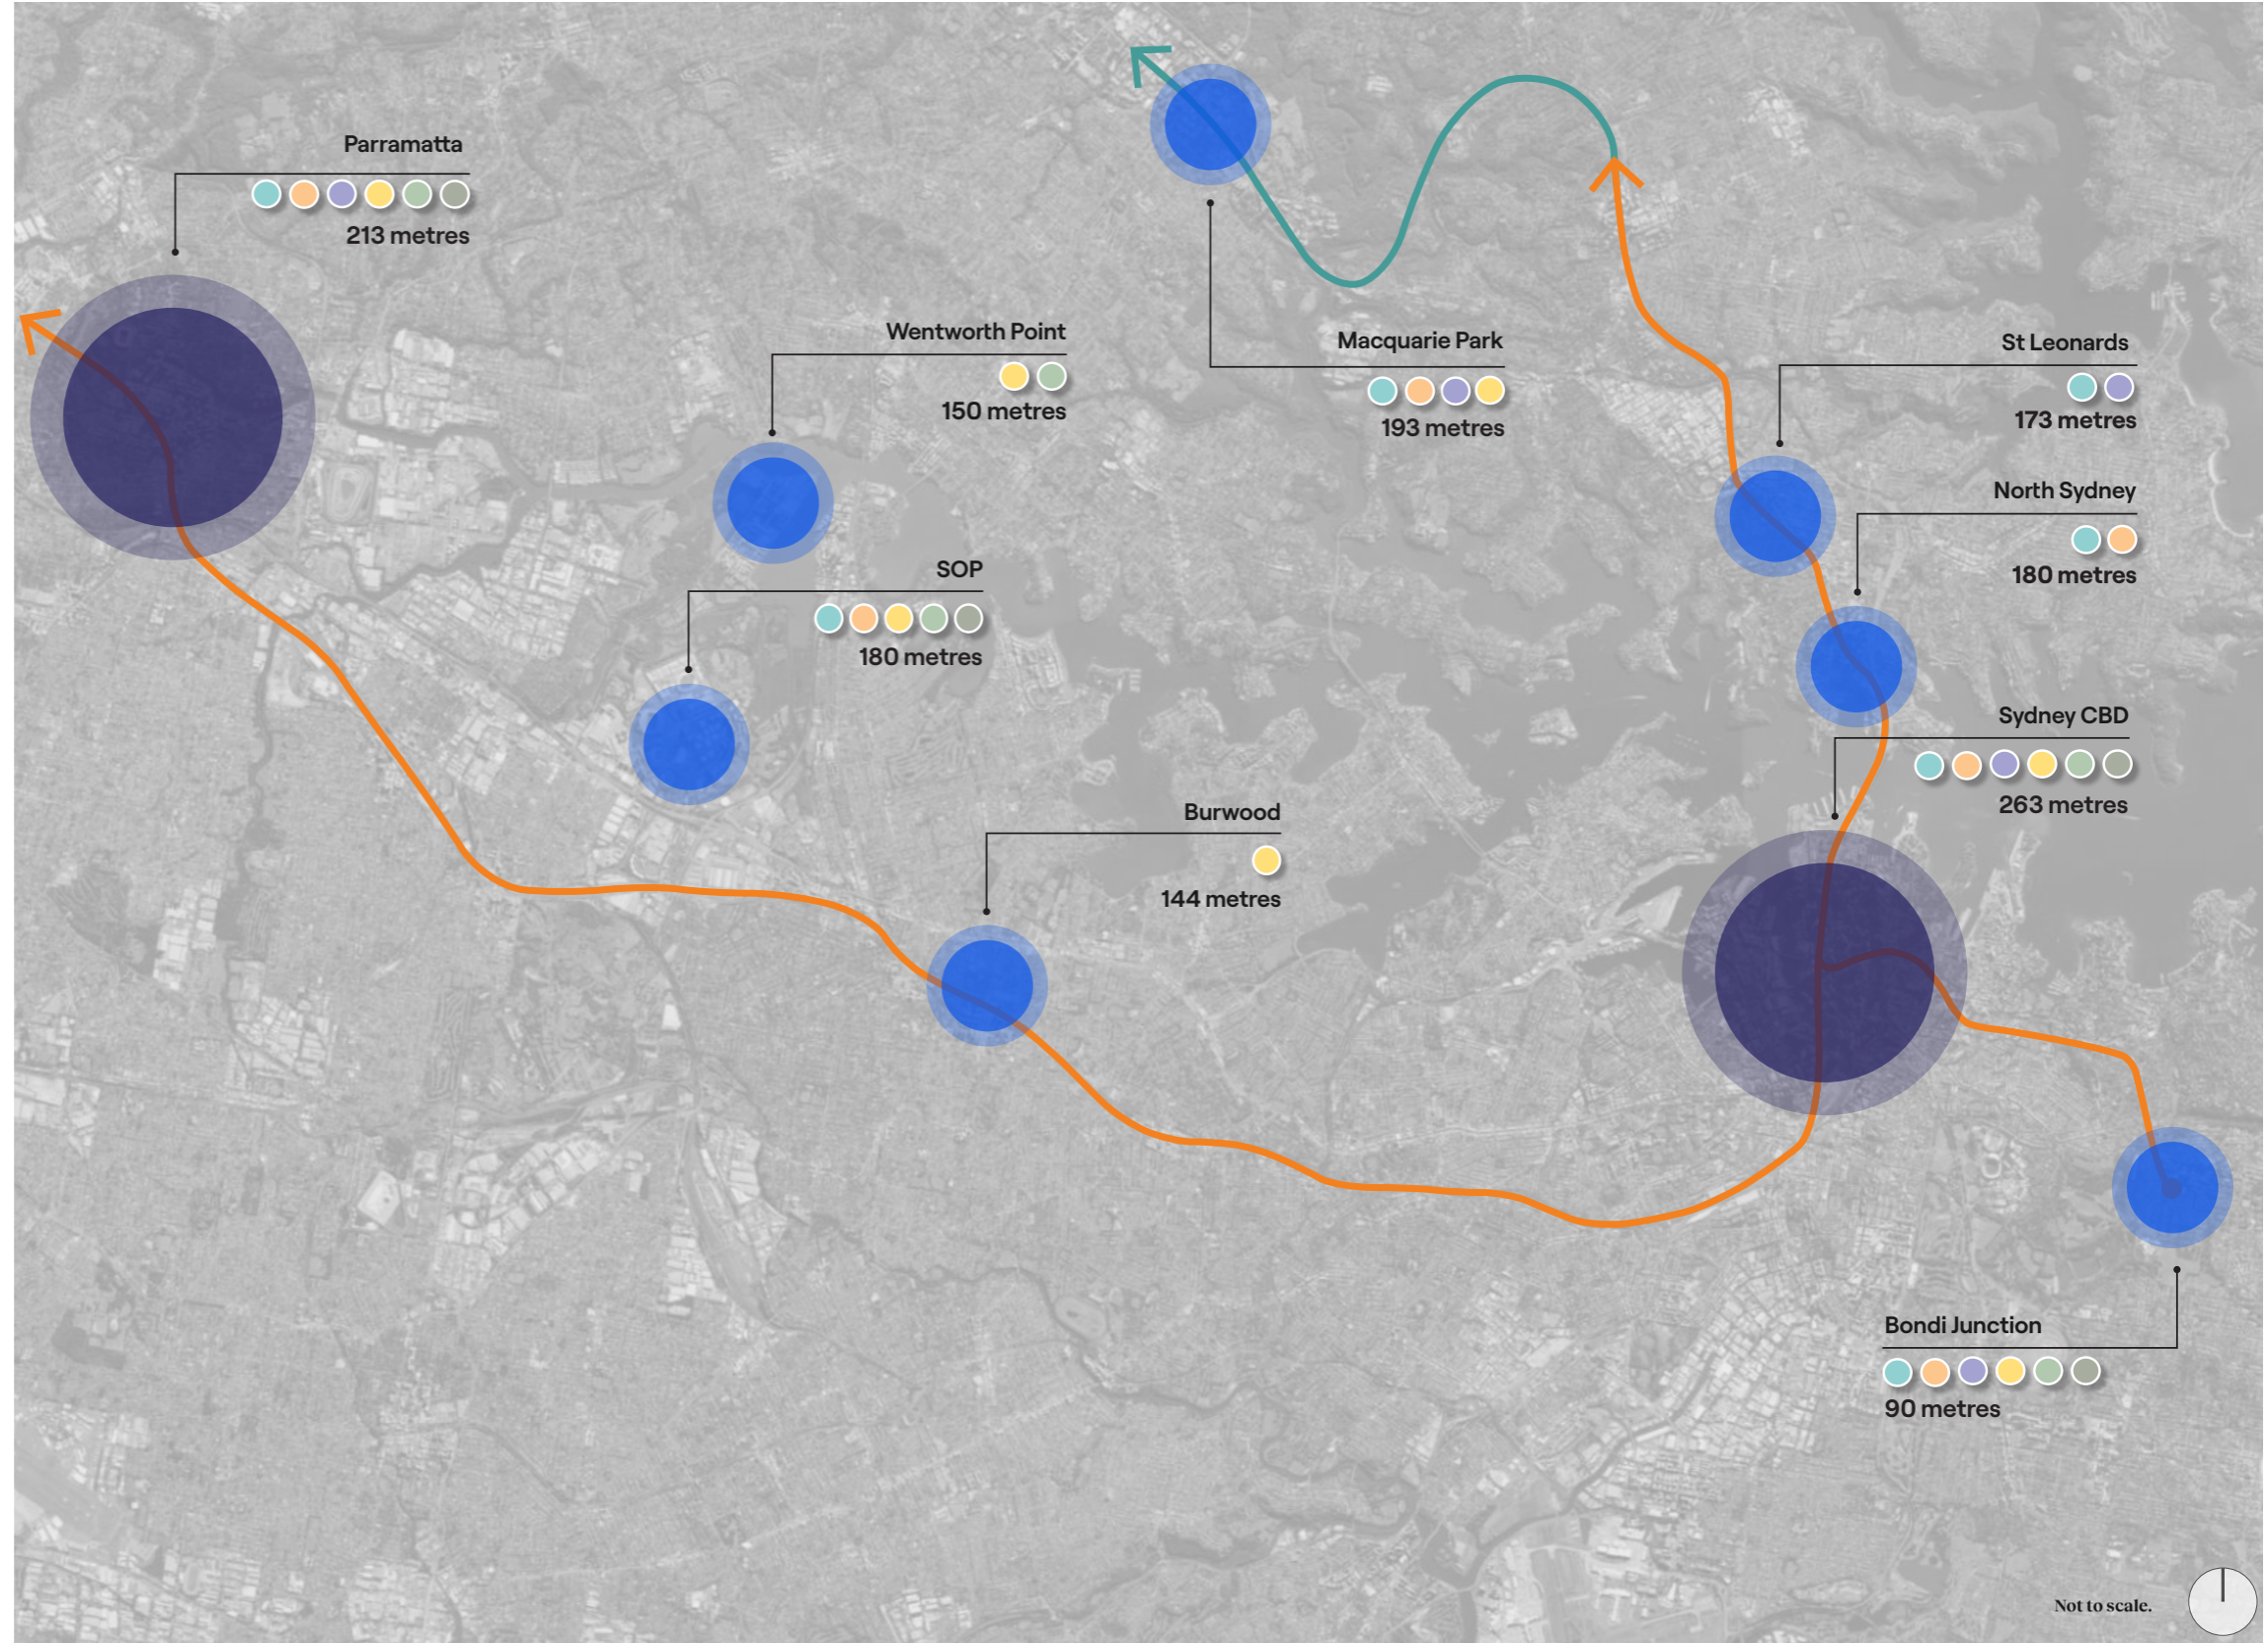 Parramatta
213 metres
Wentworth Point
150 metres
Macquarie Park
193 metres
St Leonards
173 metres
North Sydney
180 metres
SOP
180 metres
Sydney CBD
263 metres
Burwood
144 metres
Bondi Junction
90 metres
Not to scale.